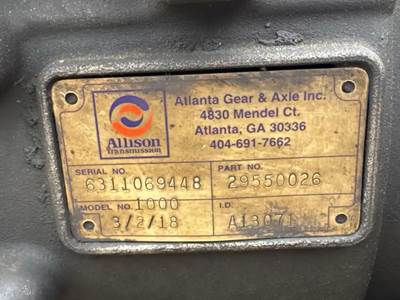 Allison
Transmission
Atlanta Gear & Axle Inc.
4830 Mendel Ct.
Atlanta, GA 30336
404-691-7662
SERIAL NO.
PART NO.
6311069448
29550026
MODEL NO. 1000
I.D.
3/2/18
A13071